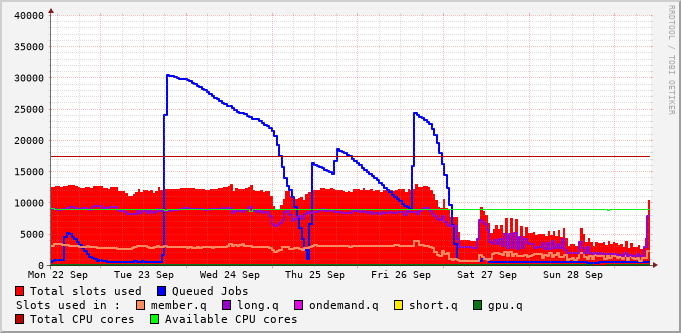 40000
35000
30000
25000
20000
15000
10000
5000
0
Mon 22 Sep Tue 23 Sep Wed 24 Sep Thu 25 Sep Fri 26 Sep Sat 27 Sep Sun 28 Sep
Total slots used Queued Jobs
Slots used in : member.q long.q ondemand.q short.q gpu.q
Total CPU cores Available CPU cores
RRDTOOL / TOBI OETIKER